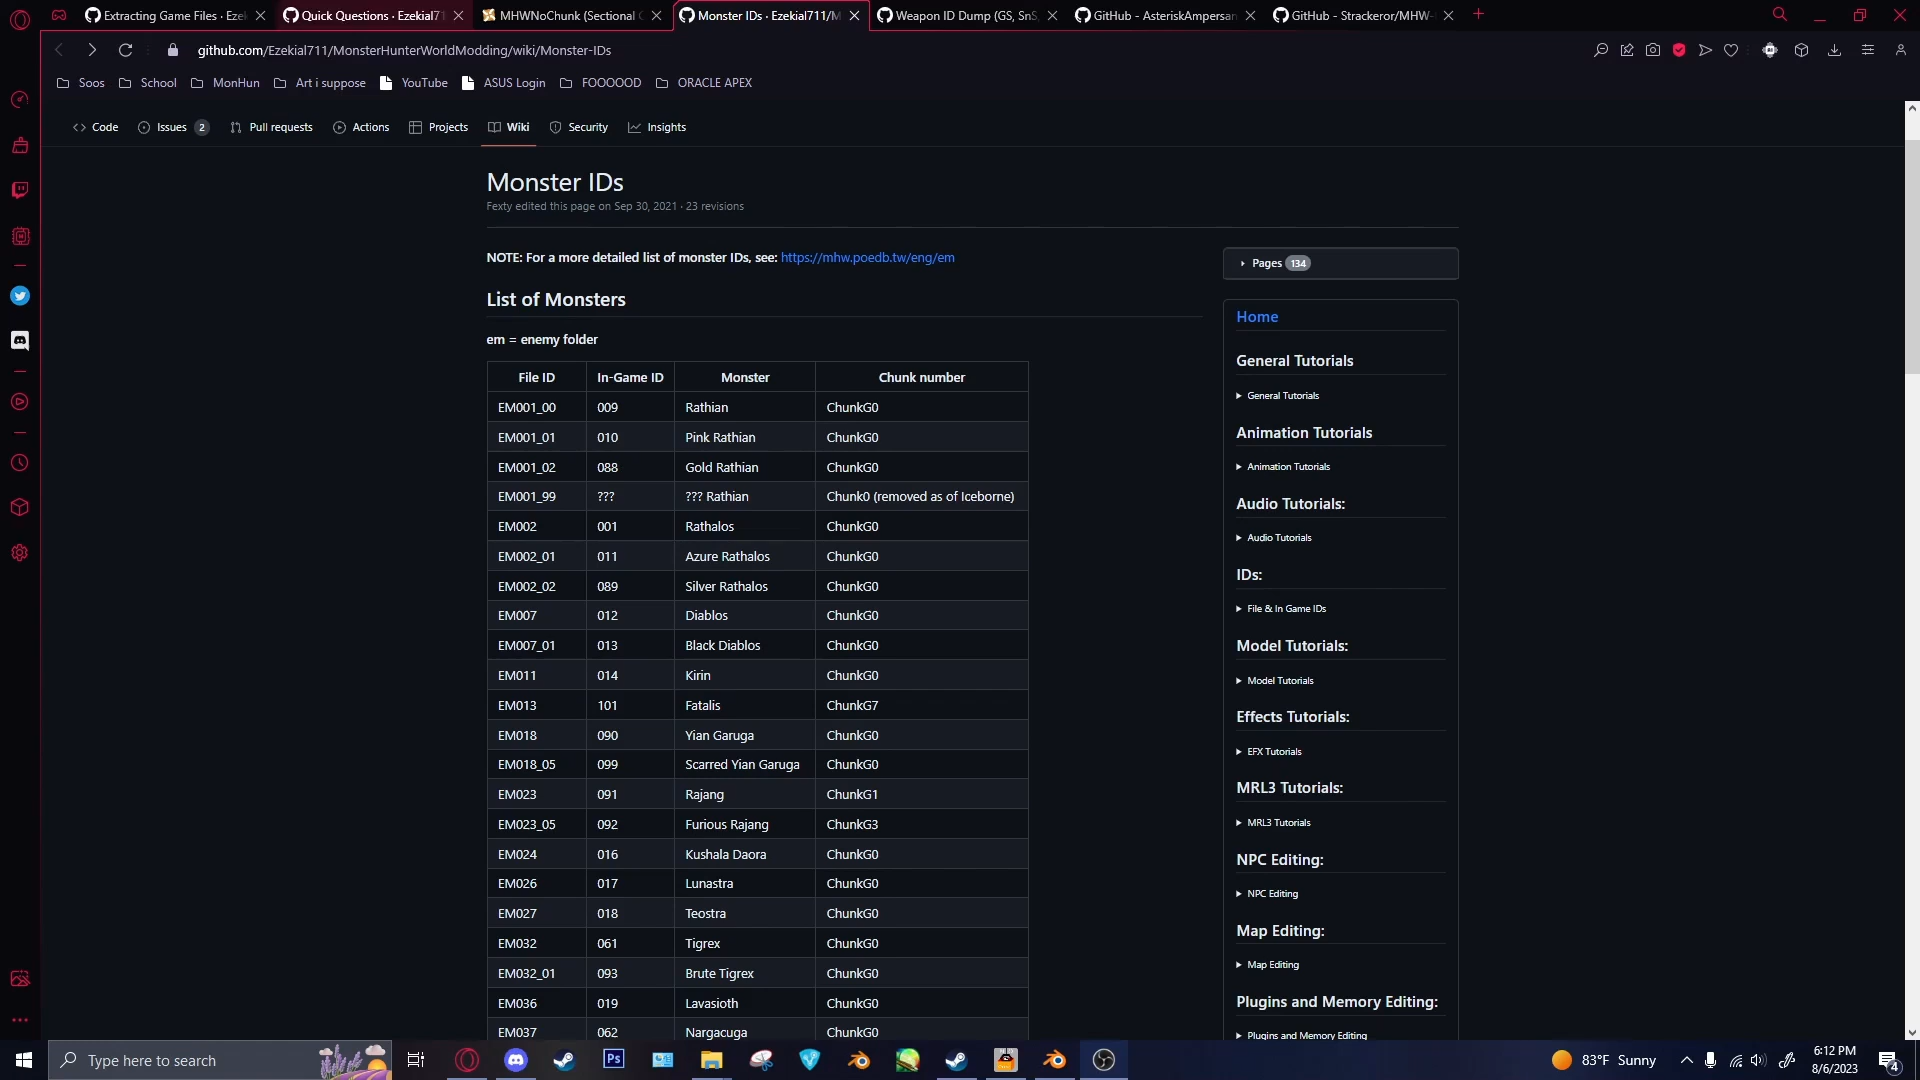 Extracting Game Files · Ezek
Quick Questions · Ezekial71
MHWNoChunk (Sectional
Monster IDs · Ezekial711/M
Weapon ID Dump (GS, SnS,
GitHub - AsteriskAmpersan
GitHub - Strackeror/MHW-
github.com/Ezekial711/MonsterHunterWorldModding/wiki/Monster-IDs
Soos School MonHun Art i suppose YouTube ASUS Login FOOOOOD ORACLE APEX
Code Issues 2 Pull requests Actions Projects Wiki Security Insights
Monster IDs
Fexty edited this page on Sep 30, 2021 · 23 revisions
NOTE: For a more detailed list of monster IDs, see: https://mhw.poedb.tw/eng/em
List of Monsters
em = enemy folder
File ID In-Game ID Monster Chunk number
EM001_00 009 Rathian ChunkG0
EM001_01 010 Pink Rathian ChunkG0
EM001_02 088 Gold Rathian ChunkG0
EM001_99 ??? ??? Rathian Chunk0 (removed as of Iceborne)
EM002 001 Rathalos ChunkG0
EM002_01 011 Azure Rathalos ChunkG0
EM002_02 089 Silver Rathalos ChunkG0
EM007 012 Diablos ChunkG0
EM007_01 013 Black Diablos ChunkG0
EM011 014 Kirin ChunkG0
EM013 101 Fatalis ChunkG7
EM018 090 Yian Garuga ChunkG0
EM018_05 099 Scarred Yian Garuga ChunkG0
EM023 091 Rajang ChunkG1
EM023_05 092 Furious Rajang ChunkG3
EM024 016 Kushala Daora ChunkG0
EM026 017 Lunastra ChunkG0
EM027 018 Teostra ChunkG0
EM032 061 Tigrex ChunkG0
EM032_01 093 Brute Tigrex ChunkG0
EM036 019 Lavasioth ChunkG0
EM037 062 Nargacuga ChunkG0
Pages 134
Home
General Tutorials
General Tutorials
Animation Tutorials
Animation Tutorials
Audio Tutorials:
Audio Tutorials
IDs:
File & In Game IDs
Model Tutorials:
Model Tutorials
Effects Tutorials:
EFX Tutorials
MRL3 Tutorials:
MRL3 Tutorials
NPC Editing:
NPC Editing
Map Editing:
Map Editing
Plugins and Memory Editing:
Plugins and Memory Editing
Type here to search
Ps
83°F Sunny
6:12 PM
8/6/2023
4